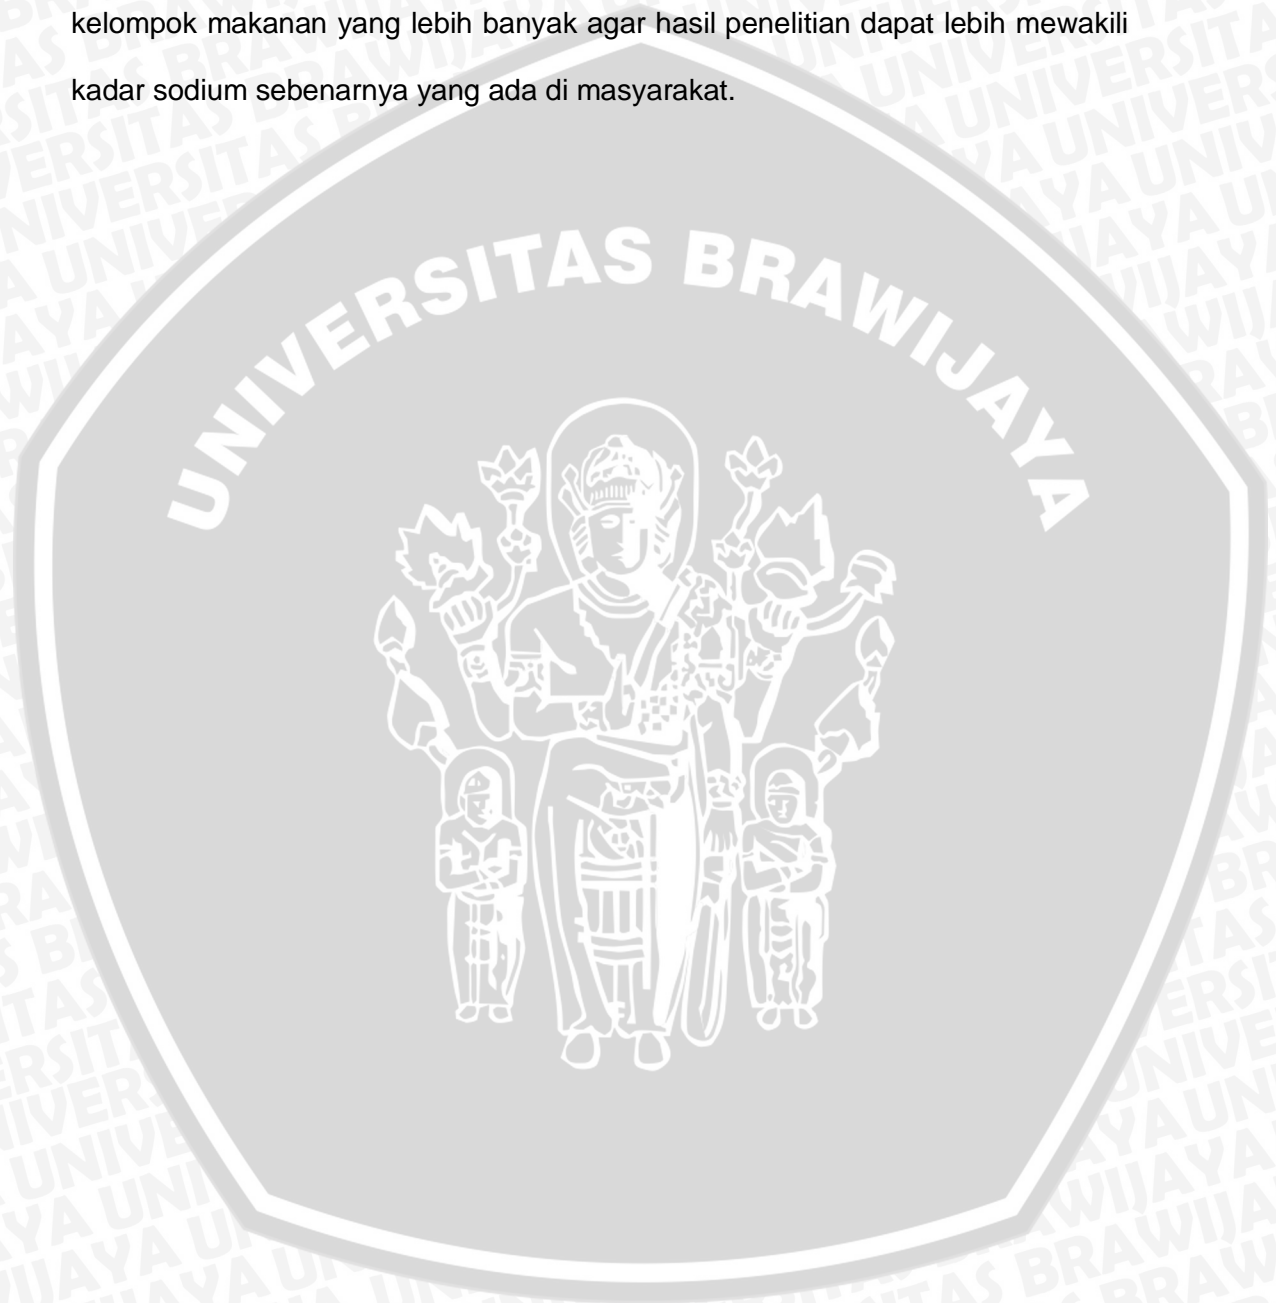 kelompok makanan yang lebih banyak agar hasil penelitian dapat lebih mewakili
kadar sodium sebenarnya yang ada di masyarakat.
UNIVERSITAS BRAWIJAYA